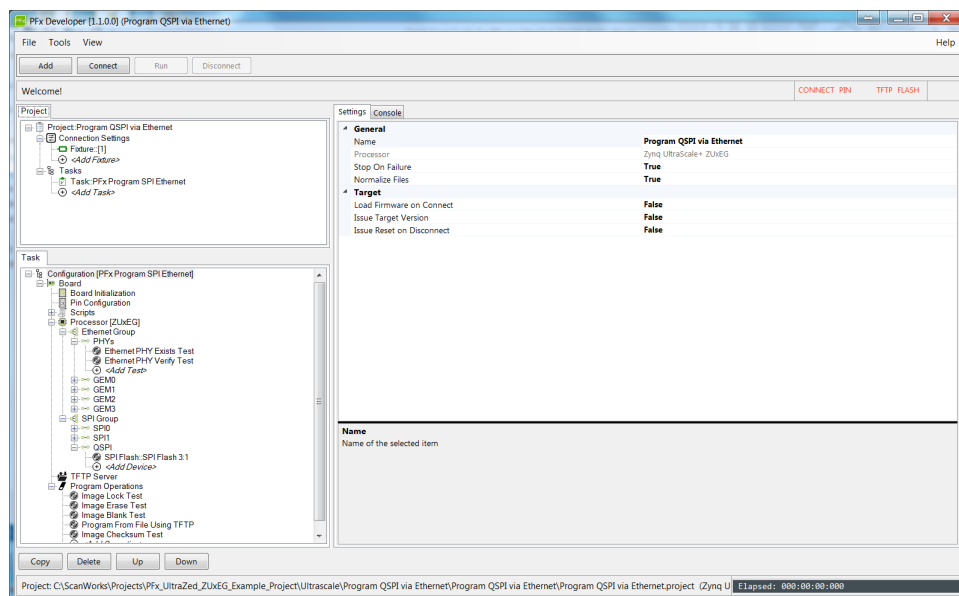 PFx Developer [1.1.0.0] (Program QSPI via Ethernet)
File Tools View Help
Add Connect Run Disconnect
Welcome! CONNECT PIN TFTP FLASH
Project
Project::Program QSPI via Ethernet
Connection Settings
Fixture::[1]
<Add Fixture>
Tasks
Task::PFx Program SPI Ethernet
<Add Task>
Task
Configuration [PFx Program SPI Ethernet]
Board
Board Initialization
Pin Configuration
Scripts
Processor [ZUxEG]
Ethernet Group
PHYs
Ethernet PHY Exists Test
Ethernet PHY Verify Test
<Add Test>
GEM0
GEM1
GEM2
GEM3
SPI Group
SPI0
SPI1
QSPI
SPI Flash::SPI Flash 3:1
<Add Device>
TFTP Server
Program Operations
Image Lock Test
Image Erase Test
Image Blank Test
Program From File Using TFTP
Image Checksum Test
Settings Console
General
Name Program QSPI via Ethernet
Processor Zynq UltraScale+ ZUxEG
Stop On Failure True
Normalize Files True
Target
Load Firmware on Connect False
Issue Target Version False
Issue Reset on Disconnect False
Name
Name of the selected item
Copy Delete Up Down
Project: C:\ScanWorks\Projects\PFx_UltraZed_ZUxEG_Example_Project\Ultrascale\Program QSPI via Ethernet\Program QSPI via Ethernet\Program QSPI via Ethernet.project (Zynq U Elapsed: 000:00:00:000